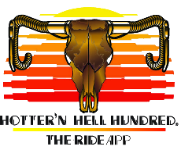 HOTTER'N HELL HUNDRED.
THE RIDE APP